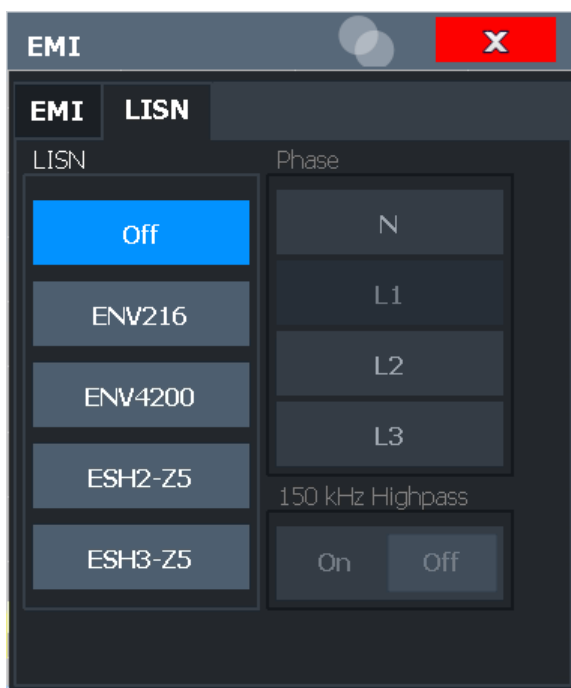 EMI
X
EMI LISN
LISN
Off
ENV216
ENV4200
ESH2-Z5
ESH3-Z5
Phase
N
L1
L2
L3
150 kHz Highpass
On Off